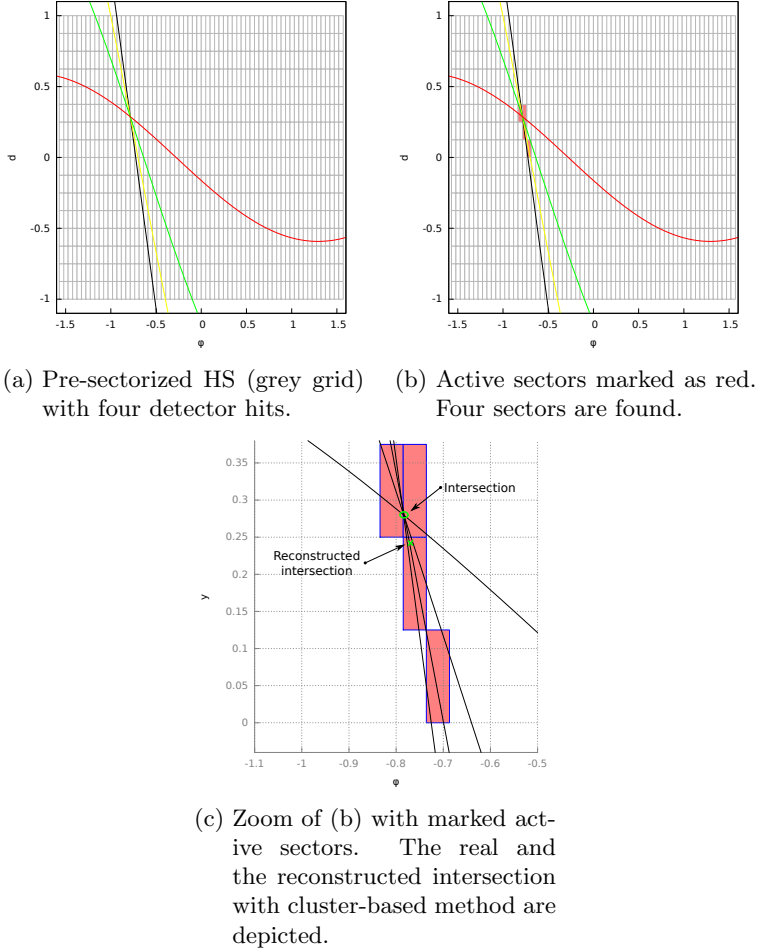 1
0.5
0
-0.5
-1
d
-1.5 -1 -0.5 0 0.5 1 1.5
φ
1
0.5
0
-0.5
-1
d
-1.5 -1 -0.5 0 0.5 1 1.5
φ
(a) Pre-sectorized HS (grey grid)
with four detector hits.
(b) Active sectors marked as red.
Four sectors are found.
0.35
0.3
0.25
0.2
0.15
0.1
0.05
0
y
Intersection
Reconstructed
intersection
-1.1 -1 -0.9 -0.8 -0.7 -0.6 -0.5
φ
(c) Zoom of (b) with marked act-
ive sectors. The real and
the reconstructed intersection
with cluster-based method are
depicted.